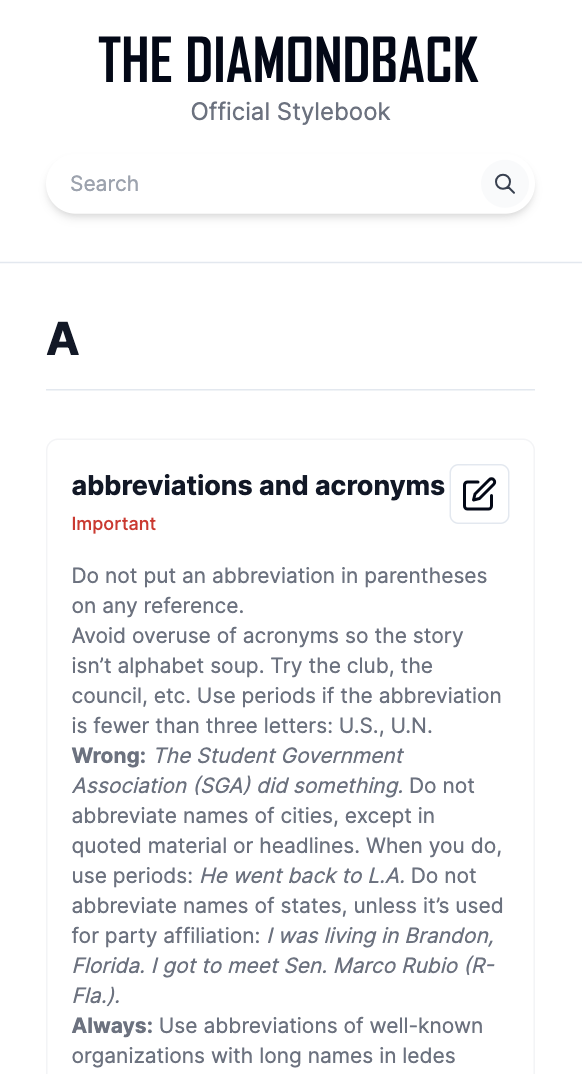 THE DIAMONDBACK
Official Stylebook
Search
A
abbreviations and acronyms
Important
Do not put an abbreviation in parentheses
on any reference.
Avoid overuse of acronyms so the story
isn’t alphabet soup. Try the club, the
council, etc. Use periods if the abbreviation
is fewer than three letters: U.S., U.N.
Wrong: The Student Government
Association (SGA) did something. Do not
abbreviate names of cities, except in
quoted material or headlines. When you do,
use periods: He went back to L.A. Do not
abbreviate names of states, unless it’s used
for party affiliation: I was living in Brandon,
Florida. I got to meet Sen. Marco Rubio (R-
Fla.).
Always: Use abbreviations of well-known
organizations with long names in ledes